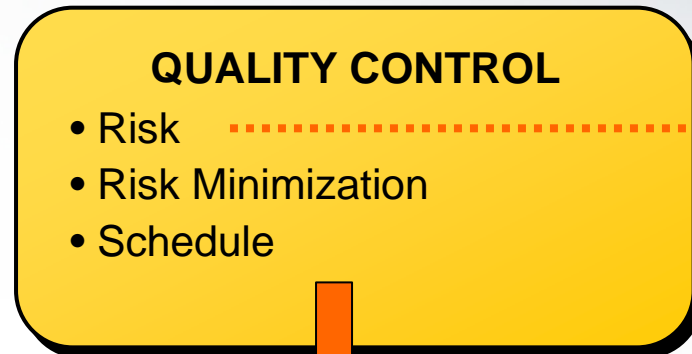 QUALITY CONTROL
• Risk
• Risk Minimization
• Schedule